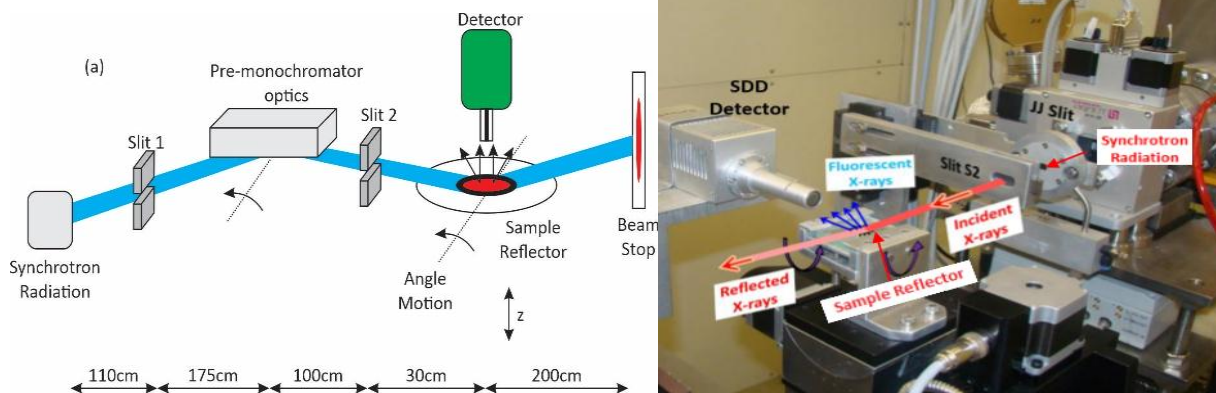 (a)
Detector
Pre-monochromator
optics
Slit 1
Slit 2
Synchrotron
Radiation
Angle
Motion
Sample
Reflector
Beam
Stop
z
110cm
175cm
100cm
30cm
200cm
SDD
Detector
JJ Slit
Synchrotron
Radiation
Slit S2
Fluorescent
X-rays
Incident
X-rays
Reflected
X-rays
Sample Reflector